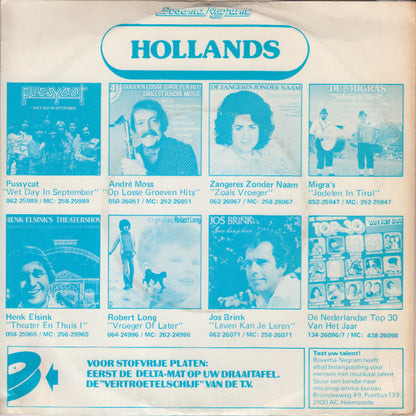 Bovema Negram
HOLLANDS
PUSSYCAT
WET DAY IN SEPTEMBER
GOUDEN LOSSE GROEVEN HITS
ORKEST ANDRE MOSS
DE ZANGERES ZONDER NAAM
DE MIGRA'S
Pussycat
"Wet Day In September"
062-25989 / MC: 258-25989
André Moss
"Op Losse Groeven Hits"
050-26051 / MC: 252-26051
Zangeres Zonder Naam
"Zoals Vroeger"
062-26067 / MC: 258-26067
Migra's
"Jodelen In Tirol"
052-25947 / MC: 252-25947
HENK ELSINK'S THEATERSHOW
Robert Long
JOS BRINK
TOP 30
Henk Elsink
"Theater En Thuis I"
058-25965 / MC: 256-25965
Robert Long
"Vroeger Of Later"
064-24996 / MC: 262-24996
Jos Brink
"Leven Kan Je Leren"
062-26071 / MC: 258-26071
De Nederlandse Top 30
Van Het Jaar
134-26096/7 / MC: 438-26098
VOOR STOFVRIJE PLATEN:
EERST DE DELTA-MAT OP UW DRAAITAFEL.
DE "VERTROETELSCHIJF" VAN DE T.V.
Test uw talent!
Bovema-Negram heeft
altijd belangstelling voor
mensen met muzikaal talent.
Stuur een bandje naar
ons programma bureau
Bronsteeweg 49, Postbus 139,
2100 AC Heemstede